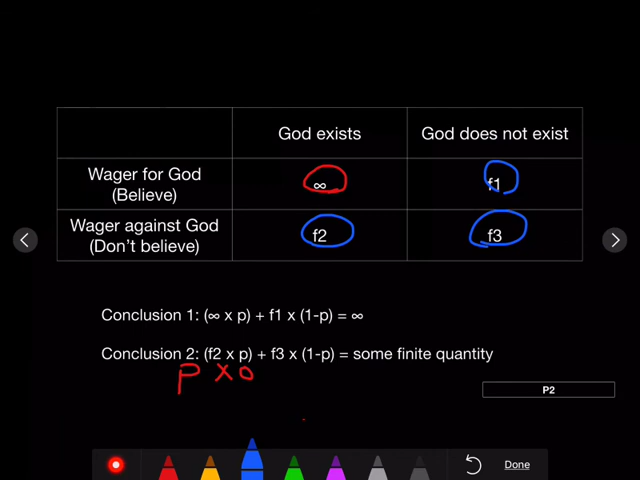 God exists God does not exist
Wager for God ∞ f1
(Believe)
Wager against God f2 f3
(Don't believe)
Conclusion 1: (∞ x p) + f1 x (1-p) = ∞
Conclusion 2: (f2 x p) + f3 x (1-p) = some finite quantity
P x 0
P2
Done